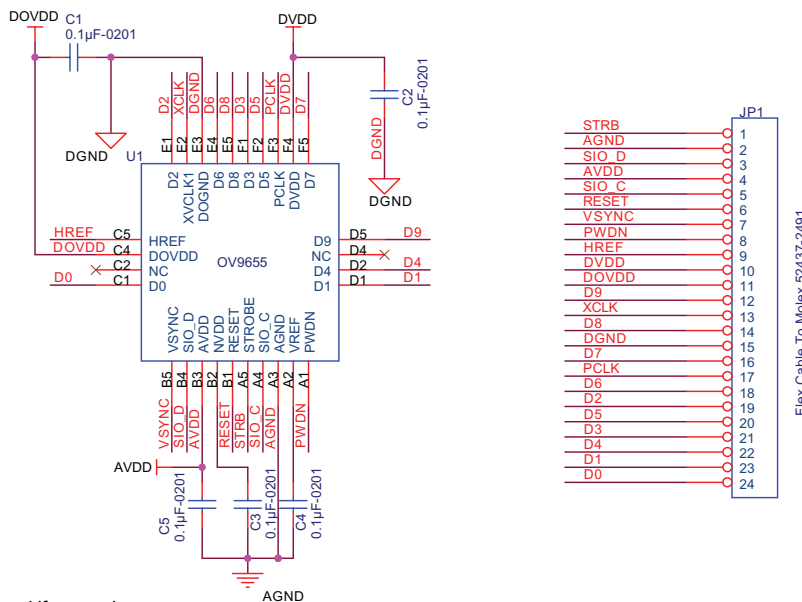 DOVDD
C1
0.1µF-0201
DVDD
C2
0.1µF-0201
DGND
DGND
DGND
D2
XCLK
DGND
D6
D8
D3
D5
PCLK
DVDD
D7
E1
E2
E3
E4
E5
F1
F2
F3
F4
F5
U1
D2
XVCLK1
DOGND
D6
D8
D3
D5
PCLK
DVDD
D7
HREF C5 HREF
DOVDD C4 DOVDD
C2 NC
D0 C1 D0
OV9655
D9 D5 D9
NC D4
D4 D2 D4
D1 D1 D1
VSYNC
SIO_D
AVDD
NVDD
RESET
STROBE
SIO_C
AGND
VREF
PWDN
B5
B4
B3
B2
B1
A5
A4
A3
A2
A1
VSYNC
SIO_D
AVDD
RESET
STRB
SIO_C
AGND
PWDN
AVDD
C5
0.1µF-0201
C3
0.1µF-0201
C4
0.1µF-0201
AGND
JP1
STRB 1
AGND 2
SIO_D 3
AVDD 4
SIO_C 5
RESET 6
VSYNC 7
PWDN 8
HREF 9
DVDD 10
DOVDD 11
D9 12
XCLK 13
D8 14
DGND 15
D7 16
PCLK 17
D6 18
D2 19
D5 20
D3 21
D4 22
D1 23
D0 24
Flex Cable To Molex 52437-2491